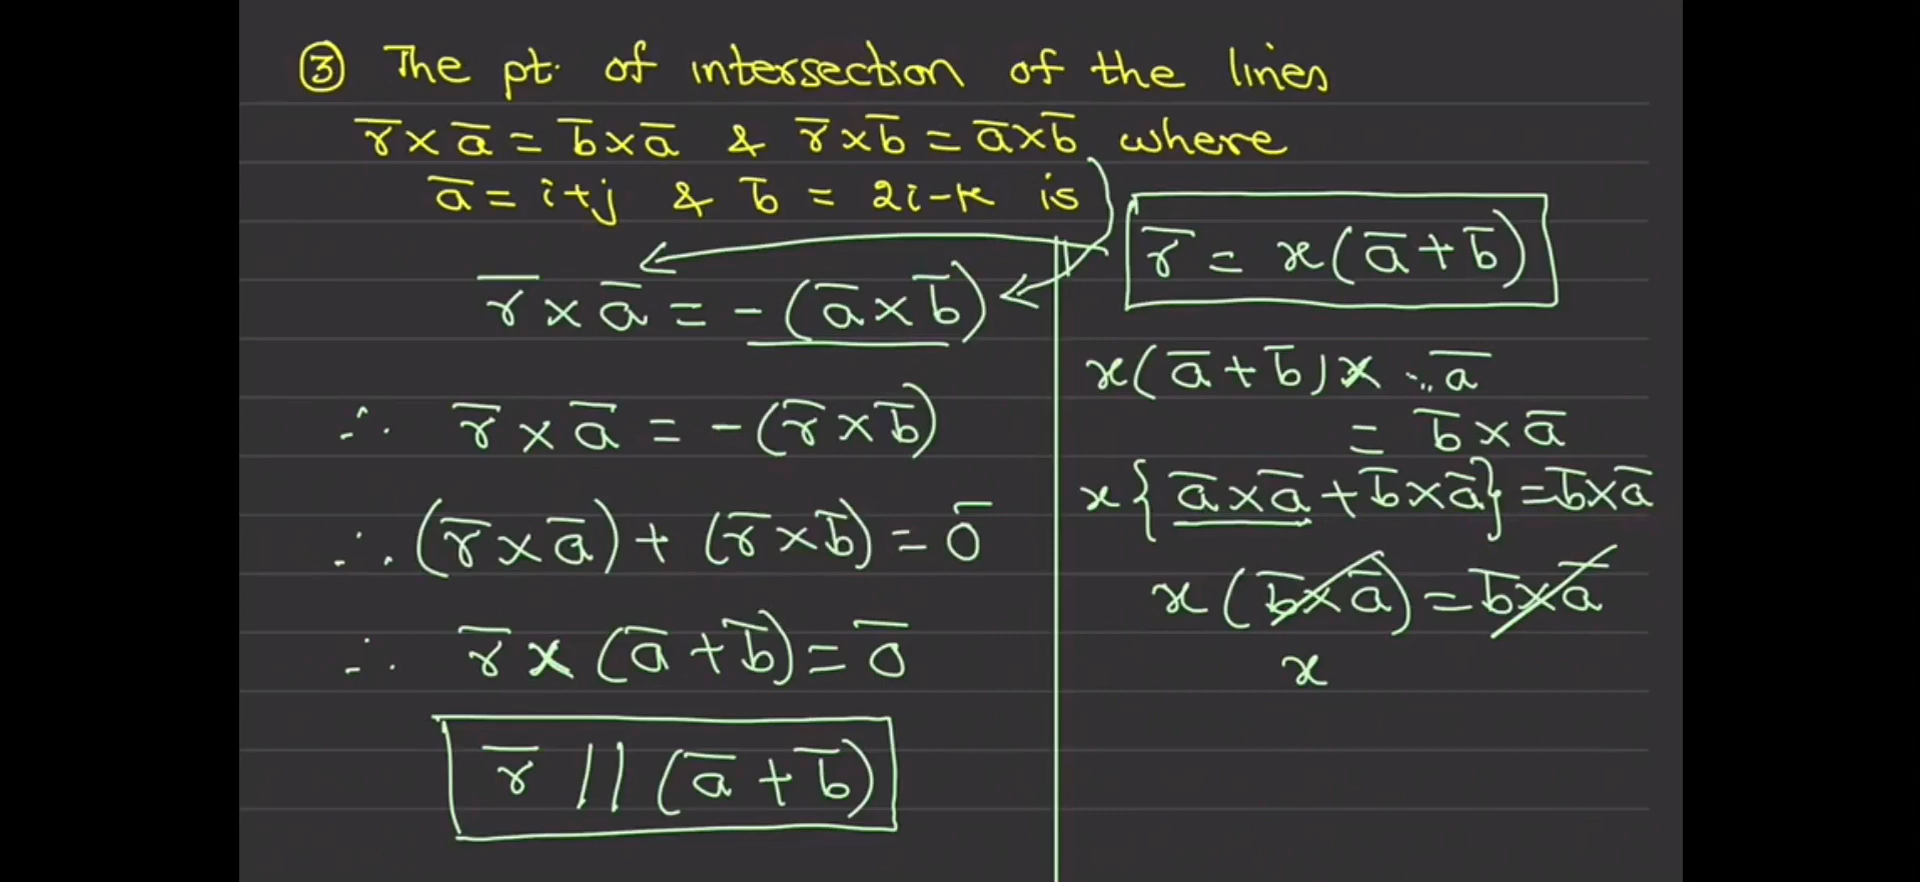 ③ The pt. of intersection of the lines
r̅ × a̅ = b̅ × a̅ & r̅ × b̅ = a̅ × b̅ where
a̅ = i+j & b̅ = 2i-k is
r̅ × a̅ = -(a̅ × b̅)
∴ r̅ × a̅ = -(r̅ × b̅)
∴ (r̅ × a̅) + (r̅ × b̅) = 0̅
∴ r̅ × (a̅ + b̅) = 0̅
r̅ || (a̅ + b̅)
r̅ = x(a̅ + b̅)
x(a̅ + b̅) × a̅
= b̅ × a̅
x{a̅ × a̅ + b̅ × a̅} = b̅ × a̅
x(b̅ × a̅) = b̅ × a̅
x